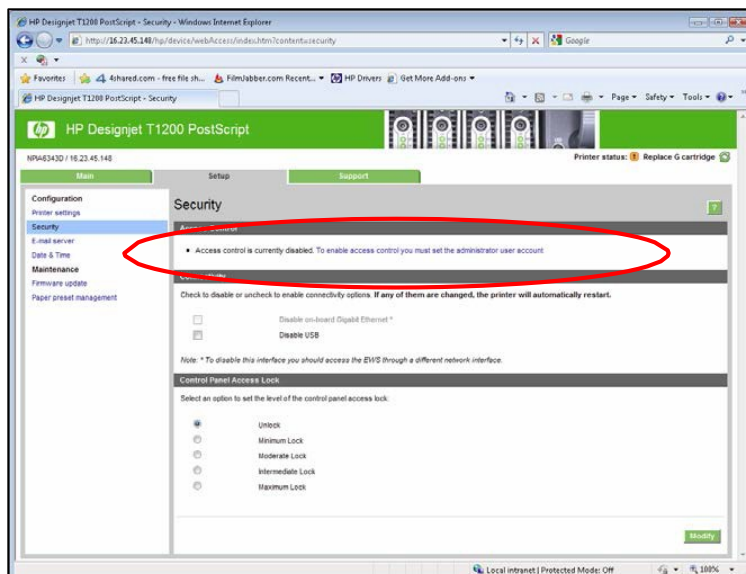 HP Designjet T1200 PostScript - Security - Windows Internet Explorer
http://16.23.45.148/hp/device/webAccess/index.htm?content=security
Google
Favorites 4shared.com - free file sh... FilmJabber.com Recent... HP Drivers Get More Add-ons
HP Designjet T1200 PostScript - Security
Page Safety Tools
hp HP Designjet T1200 PostScript
/ 16.23.45.148
Printer status: Replace G cartridge
Main Setup Support
Configuration
Printer settings
Security
E-mail server
Date & Time
Maintenance
Firmware update
Paper preset management
Security
?
Access Control
Access control is currently disabled. To enable access control you must set the administrator user account
Connectivity
Check to disable or uncheck to enable connectivity options. If any of them are changed, the printer will automatically restart.
Disable on-board Gigabit Ethernet *
Disable USB
Note: * To disable this interface you should access the EWS through a different network interface.
Control Panel Access Lock
Select an option to set the level of the control panel access lock:
Unlock
Minimum Lock
Moderate Lock
Intermediate Lock
Maximum Lock
Modify
Local intranet | Protected Mode: Off
100%